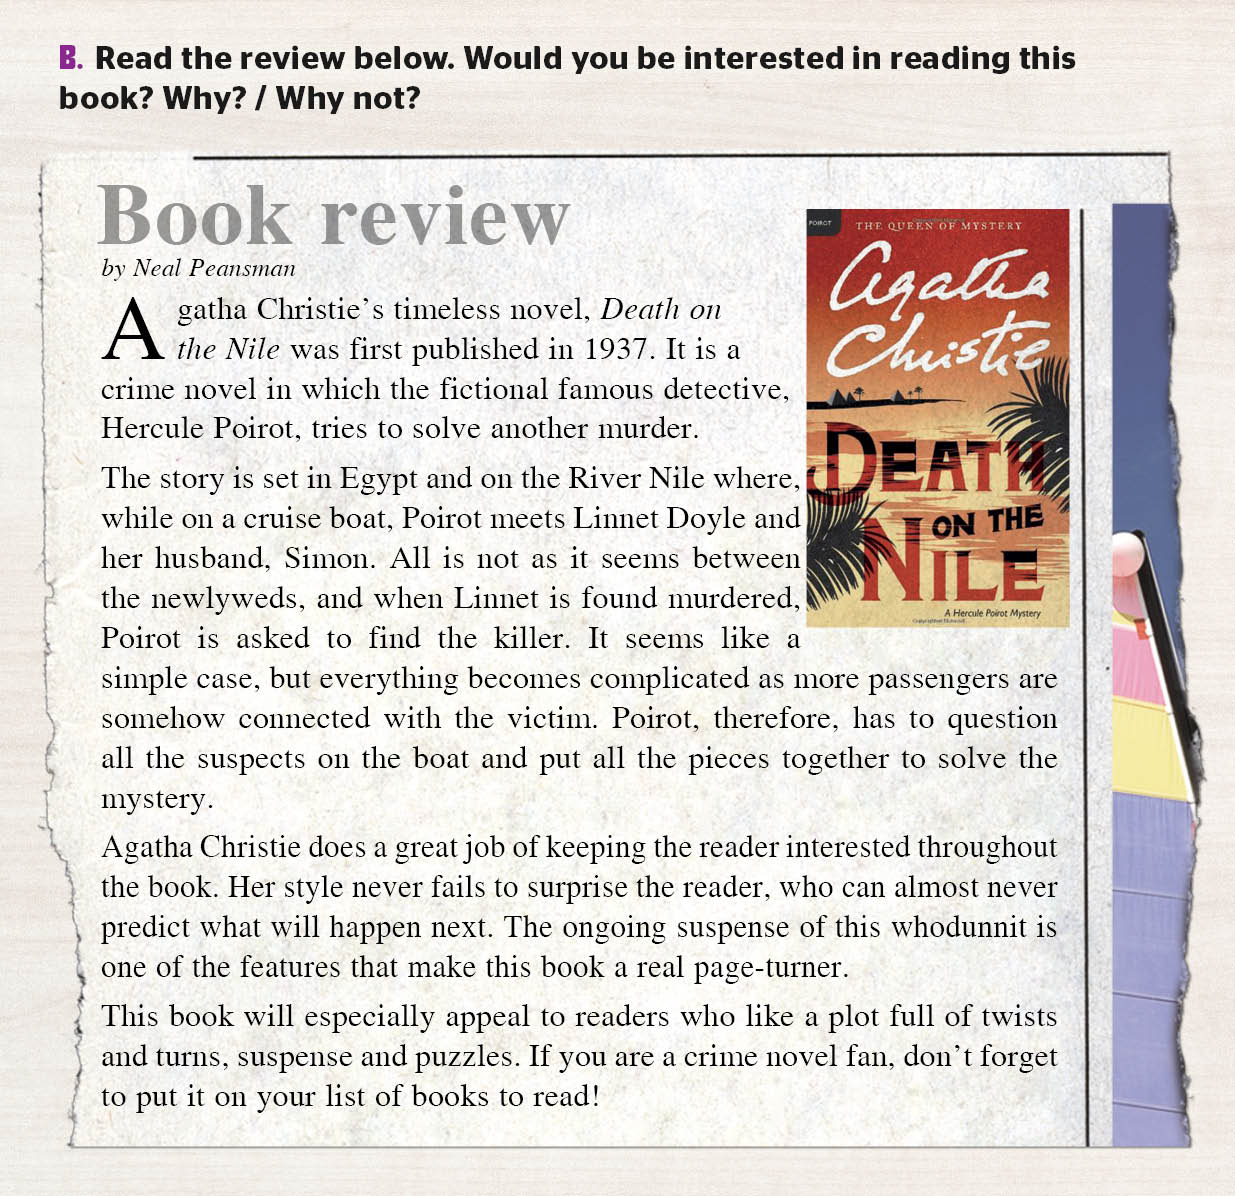 B. Read the review below. Would you be interested in reading this
book? Why? / Why not?
Book review
by Neal Peansman
Agatha Christie's timeless novel, Death on
the Nile was first published in 1937. It is a
crime novel in which the fictional famous detective,
Hercule Poirot, tries to solve another murder.
The story is set in Egypt and on the River Nile where,
while on a cruise boat, Poirot meets Linnet Doyle and
her husband, Simon. All is not as it seems between
the newlyweds, and when Linnet is found murdered,
Poirot is asked to find the killer. It seems like a
simple case, but everything becomes complicated as more passengers are
somehow connected with the victim. Poirot, therefore, has to question
all the suspects on the boat and put all the pieces together to solve the
mystery.
Agatha Christie does a great job of keeping the reader interested throughout
the book. Her style never fails to surprise the reader, who can almost never
predict what will happen next. The ongoing suspense of this whodunnit is
one of the features that make this book a real page-turner.
This book will especially appeal to readers who like a plot full of twists
and turns, suspense and puzzles. If you are a crime novel fan, don't forget
to put it on your list of books to read!
POIROT
THE QUEEN OF MYSTERY
Agatha
Christie
DEATH
ON THE
NILE
A Hercule Poirot Mystery